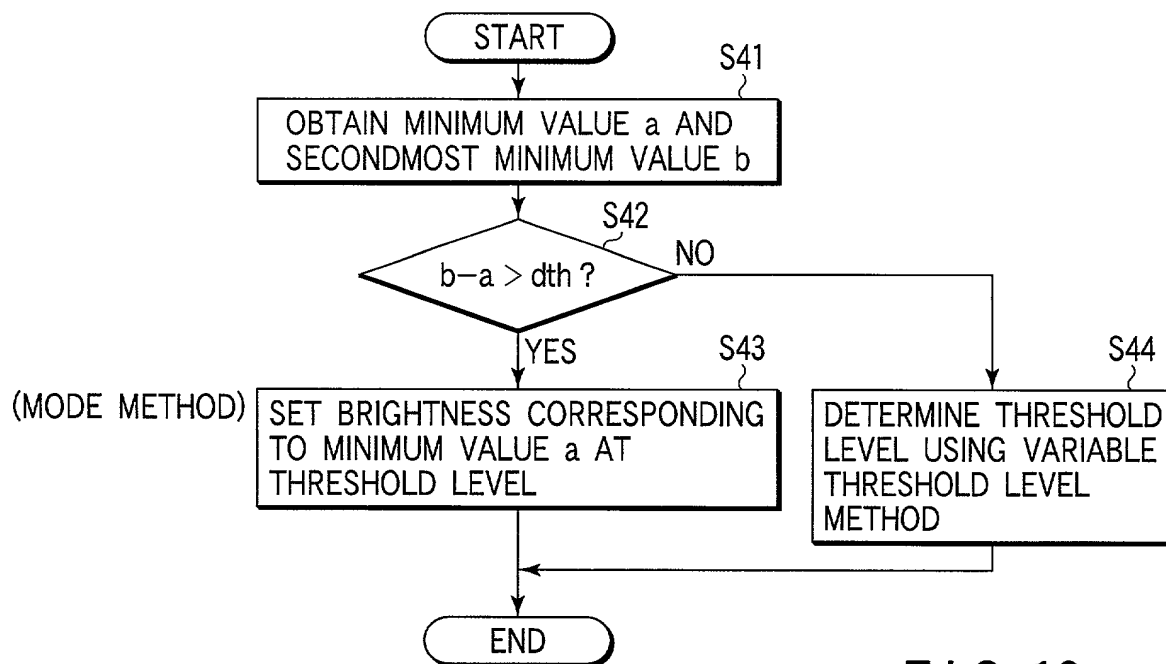 START
S41
OBTAIN MINIMUM VALUE a AND
SECONDMOST MINIMUM VALUE b
S42
b-a > dth ?
NO
YES
S43
(MODE METHOD)
SET BRIGHTNESS CORRESPONDING
TO MINIMUM VALUE a AT
THRESHOLD LEVEL
S44
DETERMINE THRESHOLD
LEVEL USING VARIABLE
THRESHOLD LEVEL
METHOD
END